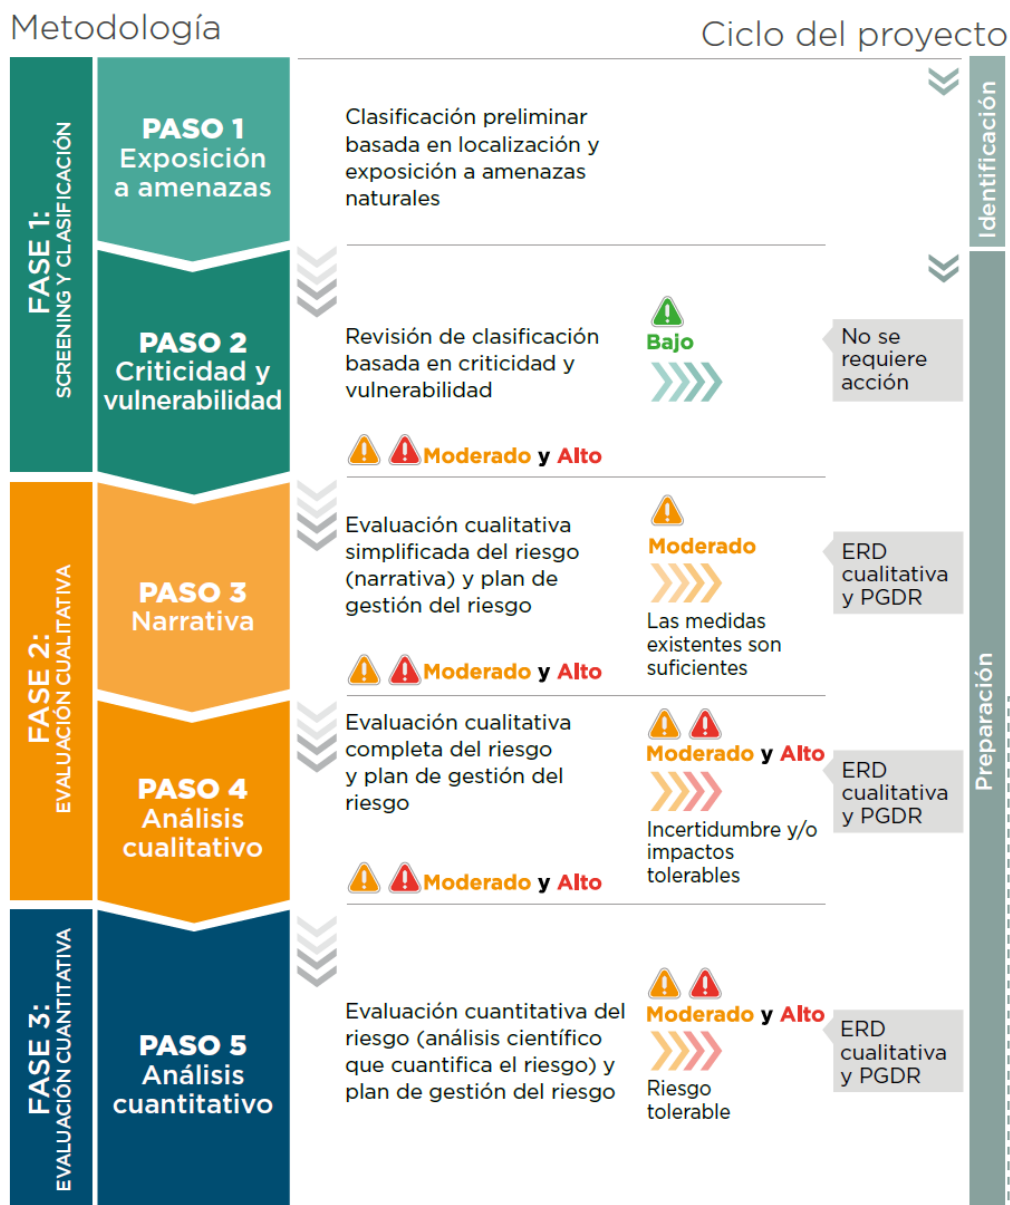 Metodología
Ciclo del proyecto
FASE 1:
SCREENING Y CLASIFICACIÓN
PASO 1
Exposición
a amenazas
Clasificación preliminar
basada en localización y
exposición a amenazas
naturales
Identificación
PASO 2
Criticidad y
vulnerabilidad
Revisión de clasificación
basada en criticidad y
vulnerabilidad
Bajo
No se
requiere
acción
Moderado y Alto
FASE 2:
EVALUACIÓN CUALITATIVA
PASO 3
Narrativa
Evaluación cualitativa
simplificada del riesgo
(narrativa) y plan de
gestión del riesgo
Moderado
Las medidas
existentes son
suficientes
ERD
cualitativa
y PGDR
Moderado y Alto
Preparación
PASO 4
Análisis
cualitativo
Evaluación cualitativa
completa del riesgo
y plan de gestión del
riesgo
Moderado y Alto
Incertidumbre y/o
impactos
tolerables
ERD
cualitativa
y PGDR
Moderado y Alto
FASE 3:
EVALUACIÓN CUANTITATIVA
PASO 5
Análisis
cuantitativo
Evaluación cuantitativa del
riesgo (análisis científico
que cuantifica el riesgo) y
plan de gestión del riesgo
Moderado y Alto
Riesgo
tolerable
ERD
cualitativa
y PGDR